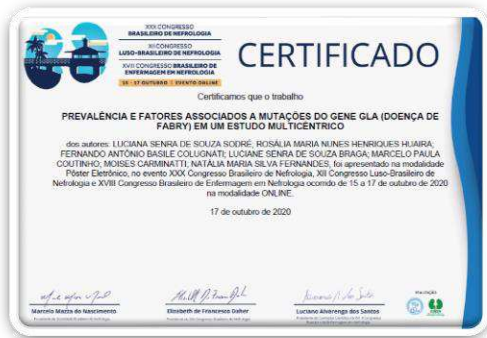 XXX CONGRESSO
BRASILEIRO DE NEFROLOGIA
XII CONGRESSO
LUSO-BRASILEIRO DE NEFROLOGIA
XVIII CONGRESSO BRASILEIRO DE
ENFERMAGEM EM NEFROLOGIA
15 - 17 OUTUBRO | EVENTO ONLINE
CERTIFICADO
Certificamos que o trabalho
PREVALÊNCIA E FATORES ASSOCIADOS A MUTAÇÕES DO GENE GLA (DOENÇA DE
FABRY) EM UM ESTUDO MULTICÊNTRICO
dos autores: LUCIANA SENRA DE SOUZA SODRÉ; ROSÁLIA MARIA NUNES HENRIQUES HUAIRA;
FERNANDO ANTÔNIO BASILE COLUGNATI; LUCIANE SENRA DE SOUZA BRAGA; MARCELO PAULA
COUTINHO; MOISES CARMINATTI; NATÁLIA MARIA SILVA FERNANDES, foi apresentado na modalidade
Pôster Eletrônico, no evento XXX Congresso Brasileiro de Nefrologia, XII Congresso Luso-Brasileiro de
Nefrologia e XVIII Congresso Brasileiro de Enfermagem em Nefrologia ocorrido de 15 a 17 de outubro de 2020
na modalidade ONLINE.
17 de outubro de 2020
Marcelo Mazza do Nascimento
Elizabeth de Francesco Daher
Luciano Alvarenga dos Santos